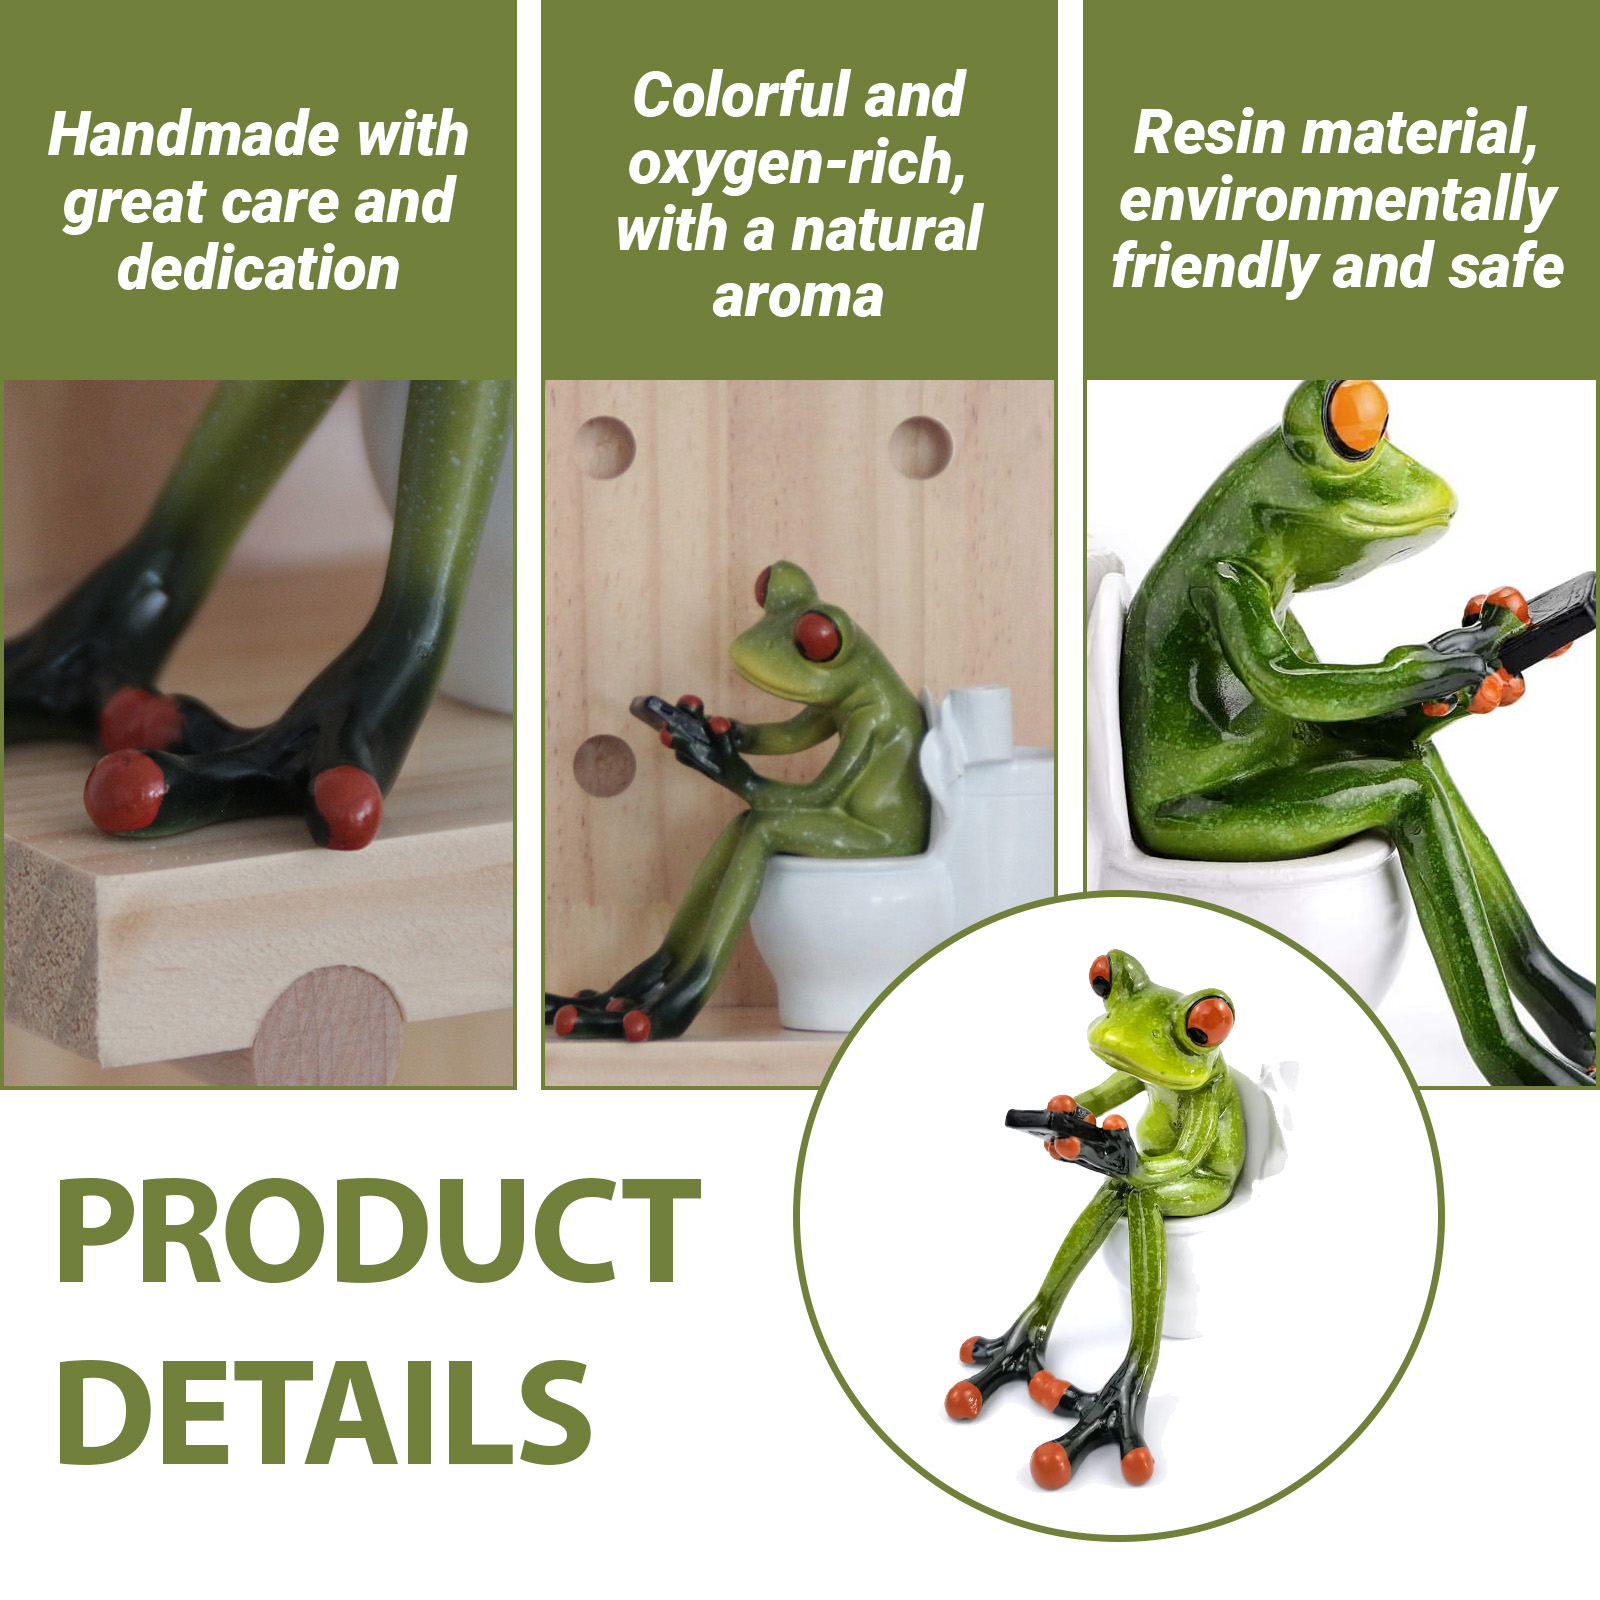 Handmade with
great care and
dedication
Colorful and
oxygen-rich,
with a natural
aroma
Resin material,
environmentally
friendly and safe
PRODUCT
DETAILS